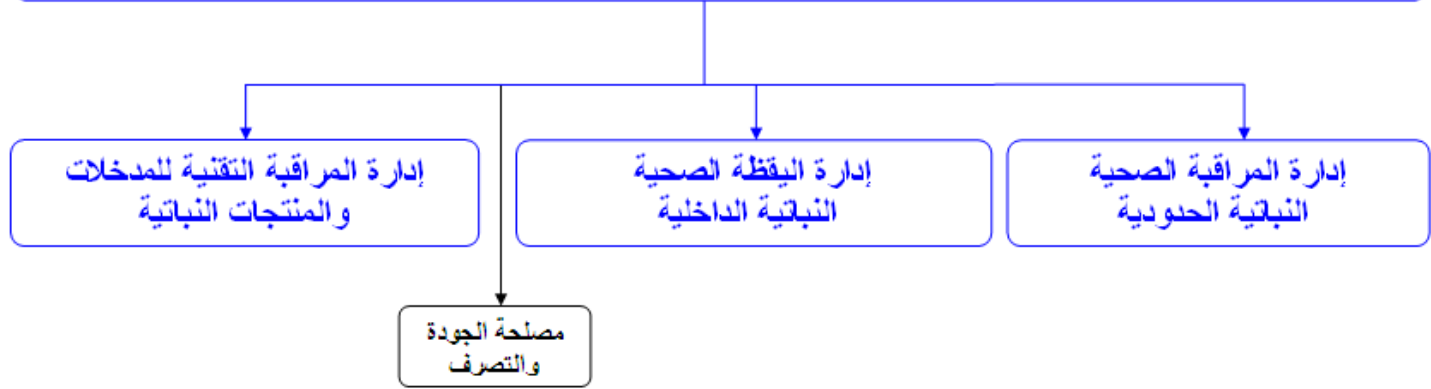 إدارة المراقبة الصحية
النباتية الحدودية
إدارة اليقظة الصحية
النباتية الداخلية
إدارة المراقبة التقنية للمدخلات
والمنتجات النباتية
مصلحة الجودة
والتصرف